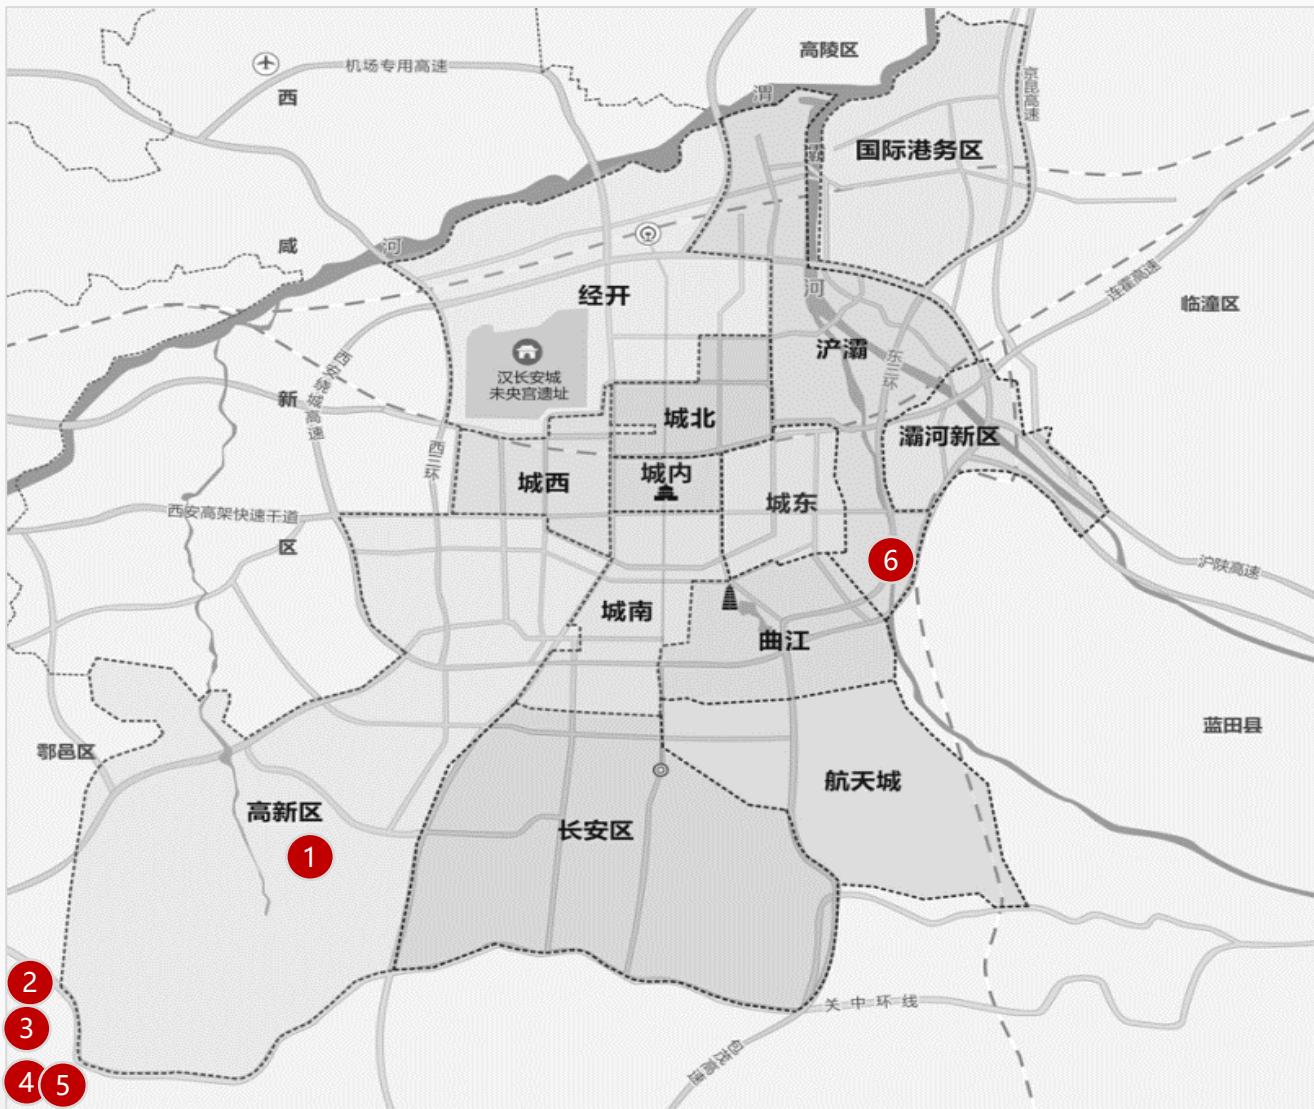 高陵区
机场专用高速
西
渭
京昆高速
国际港务区
灞
咸
河
连霍高速
河
经开
临潼区
浐灞
东三环
汉长安城
未央宫遗址
西安绕城高速
新
城北
灞河新区
西三环
城内
城西
城东
西安高架快速干道
区
6
沪陕高速
城南
曲江
蓝田县
鄠邑区
航天城
高新区
长安区
1
2
关中环线
3
包茂高速
4
5